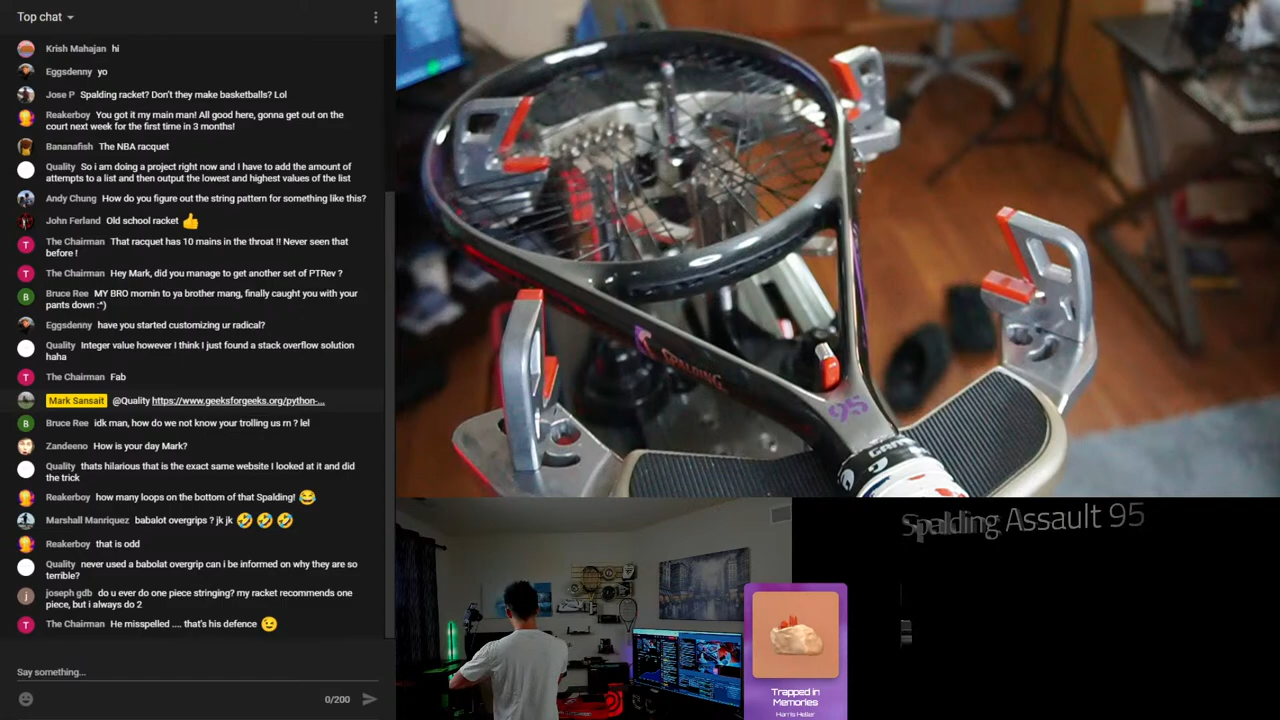 Top chat
Krish Mahajan hi
Eggsdenny yo
Jose P Spalding racket? Don't they make basketballs? Lol
Reakerboy You got it my main man! All good here, gonna get out on the
court next week for the first time in 3 months!
Bananafish The NBA racquet
Quality So i am doing a project right now and I have to add the amount of
attempts to a list and then output the lowest and highest values of the list
Andy Chung How do you figure out the string pattern for something like this?
John Ferland Old school racket 👍
T The Chairman That racquet has 10 mains in the throat !! Never seen that
before !
T The Chairman Hey Mark, did you manage to get another set of PTRev ?
B Bruce Ree MY BRO mornin to ya brother mang, finally caught you with your
pants down :^)
Eggsdenny have you started customizing ur radical?
Quality Integer value however I think I just found a stack overflow solution
haha
T The Chairman Fab
Mark Sansait @Quality https://www.geeksforgeeks.org/python-...
B Bruce Ree idk man, how do we not know your trolling us rn ? lel
Zandeeno How is your day Mark?
Quality thats hilarious that is the exact same website I looked at it and did
the trick
Reakerboy how many loops on the bottom of that Spalding! 😂
Marshall Manriquez babalot overgrips ? jk jk 🤣 🤣 🤣
Reakerboy that is odd
Quality never used a babolat overgrip can i be informed on why they are so
terrible?
j joseph gdb do u ever do one piece stringing? my racket recommends one
piece, but i always do 2
T The Chairman He misspelled .... that's his defence 😉
Say something...
0/200
SPALDING
95
GAMMA
Spalding Assault 95
Trapped in
Memories
Harris Heller